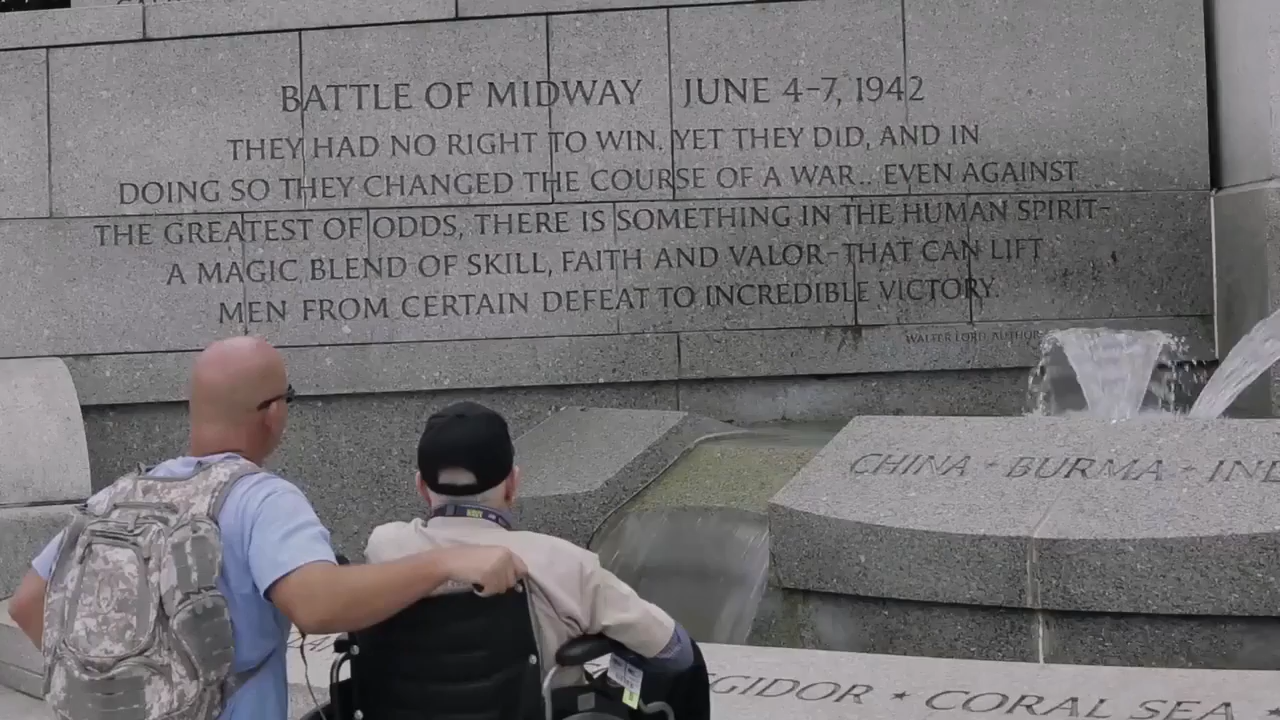 BATTLE OF MIDWAY JUNE 4-7, 1942
THEY HAD NO RIGHT TO WIN. YET THEY DID, AND IN
DOING SO THEY CHANGED THE COURSE OF A WAR... EVEN AGAINST
THE GREATEST OF ODDS, THERE IS SOMETHING IN THE HUMAN SPIRIT-
A MAGIC BLEND OF SKILL, FAITH AND VALOR-THAT CAN LIFT
MEN FROM CERTAIN DEFEAT TO INCREDIBLE VICTORY.
WALTER LORD, AUTHOR
CHINA * BURMA * IND
NAVY
EGIDOR * CORAL SEA *